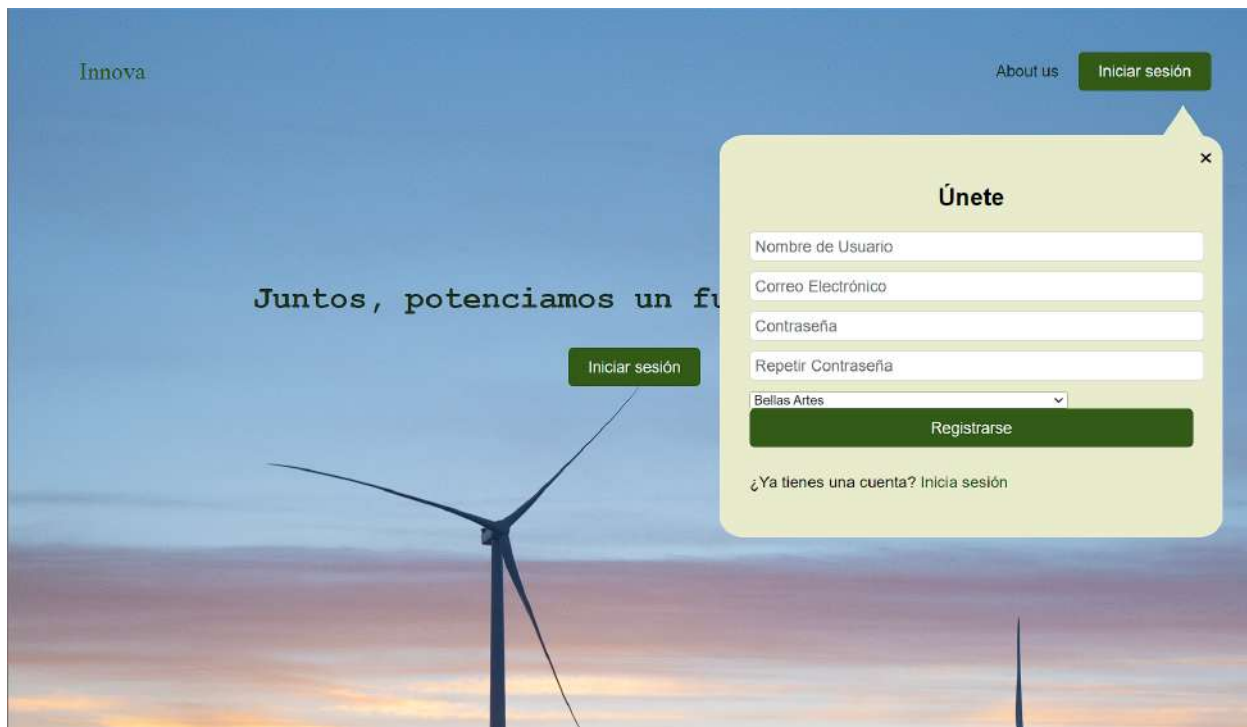 Innova
About us
Iniciar sesión
×
Únete
Nombre de Usuario
Correo Electrónico
Contraseña
Repetir Contraseña
Bellas Artes
Registrarse
¿Ya tienes una cuenta? Inicia sesión
Juntos, potenciamos un
Iniciar sesión